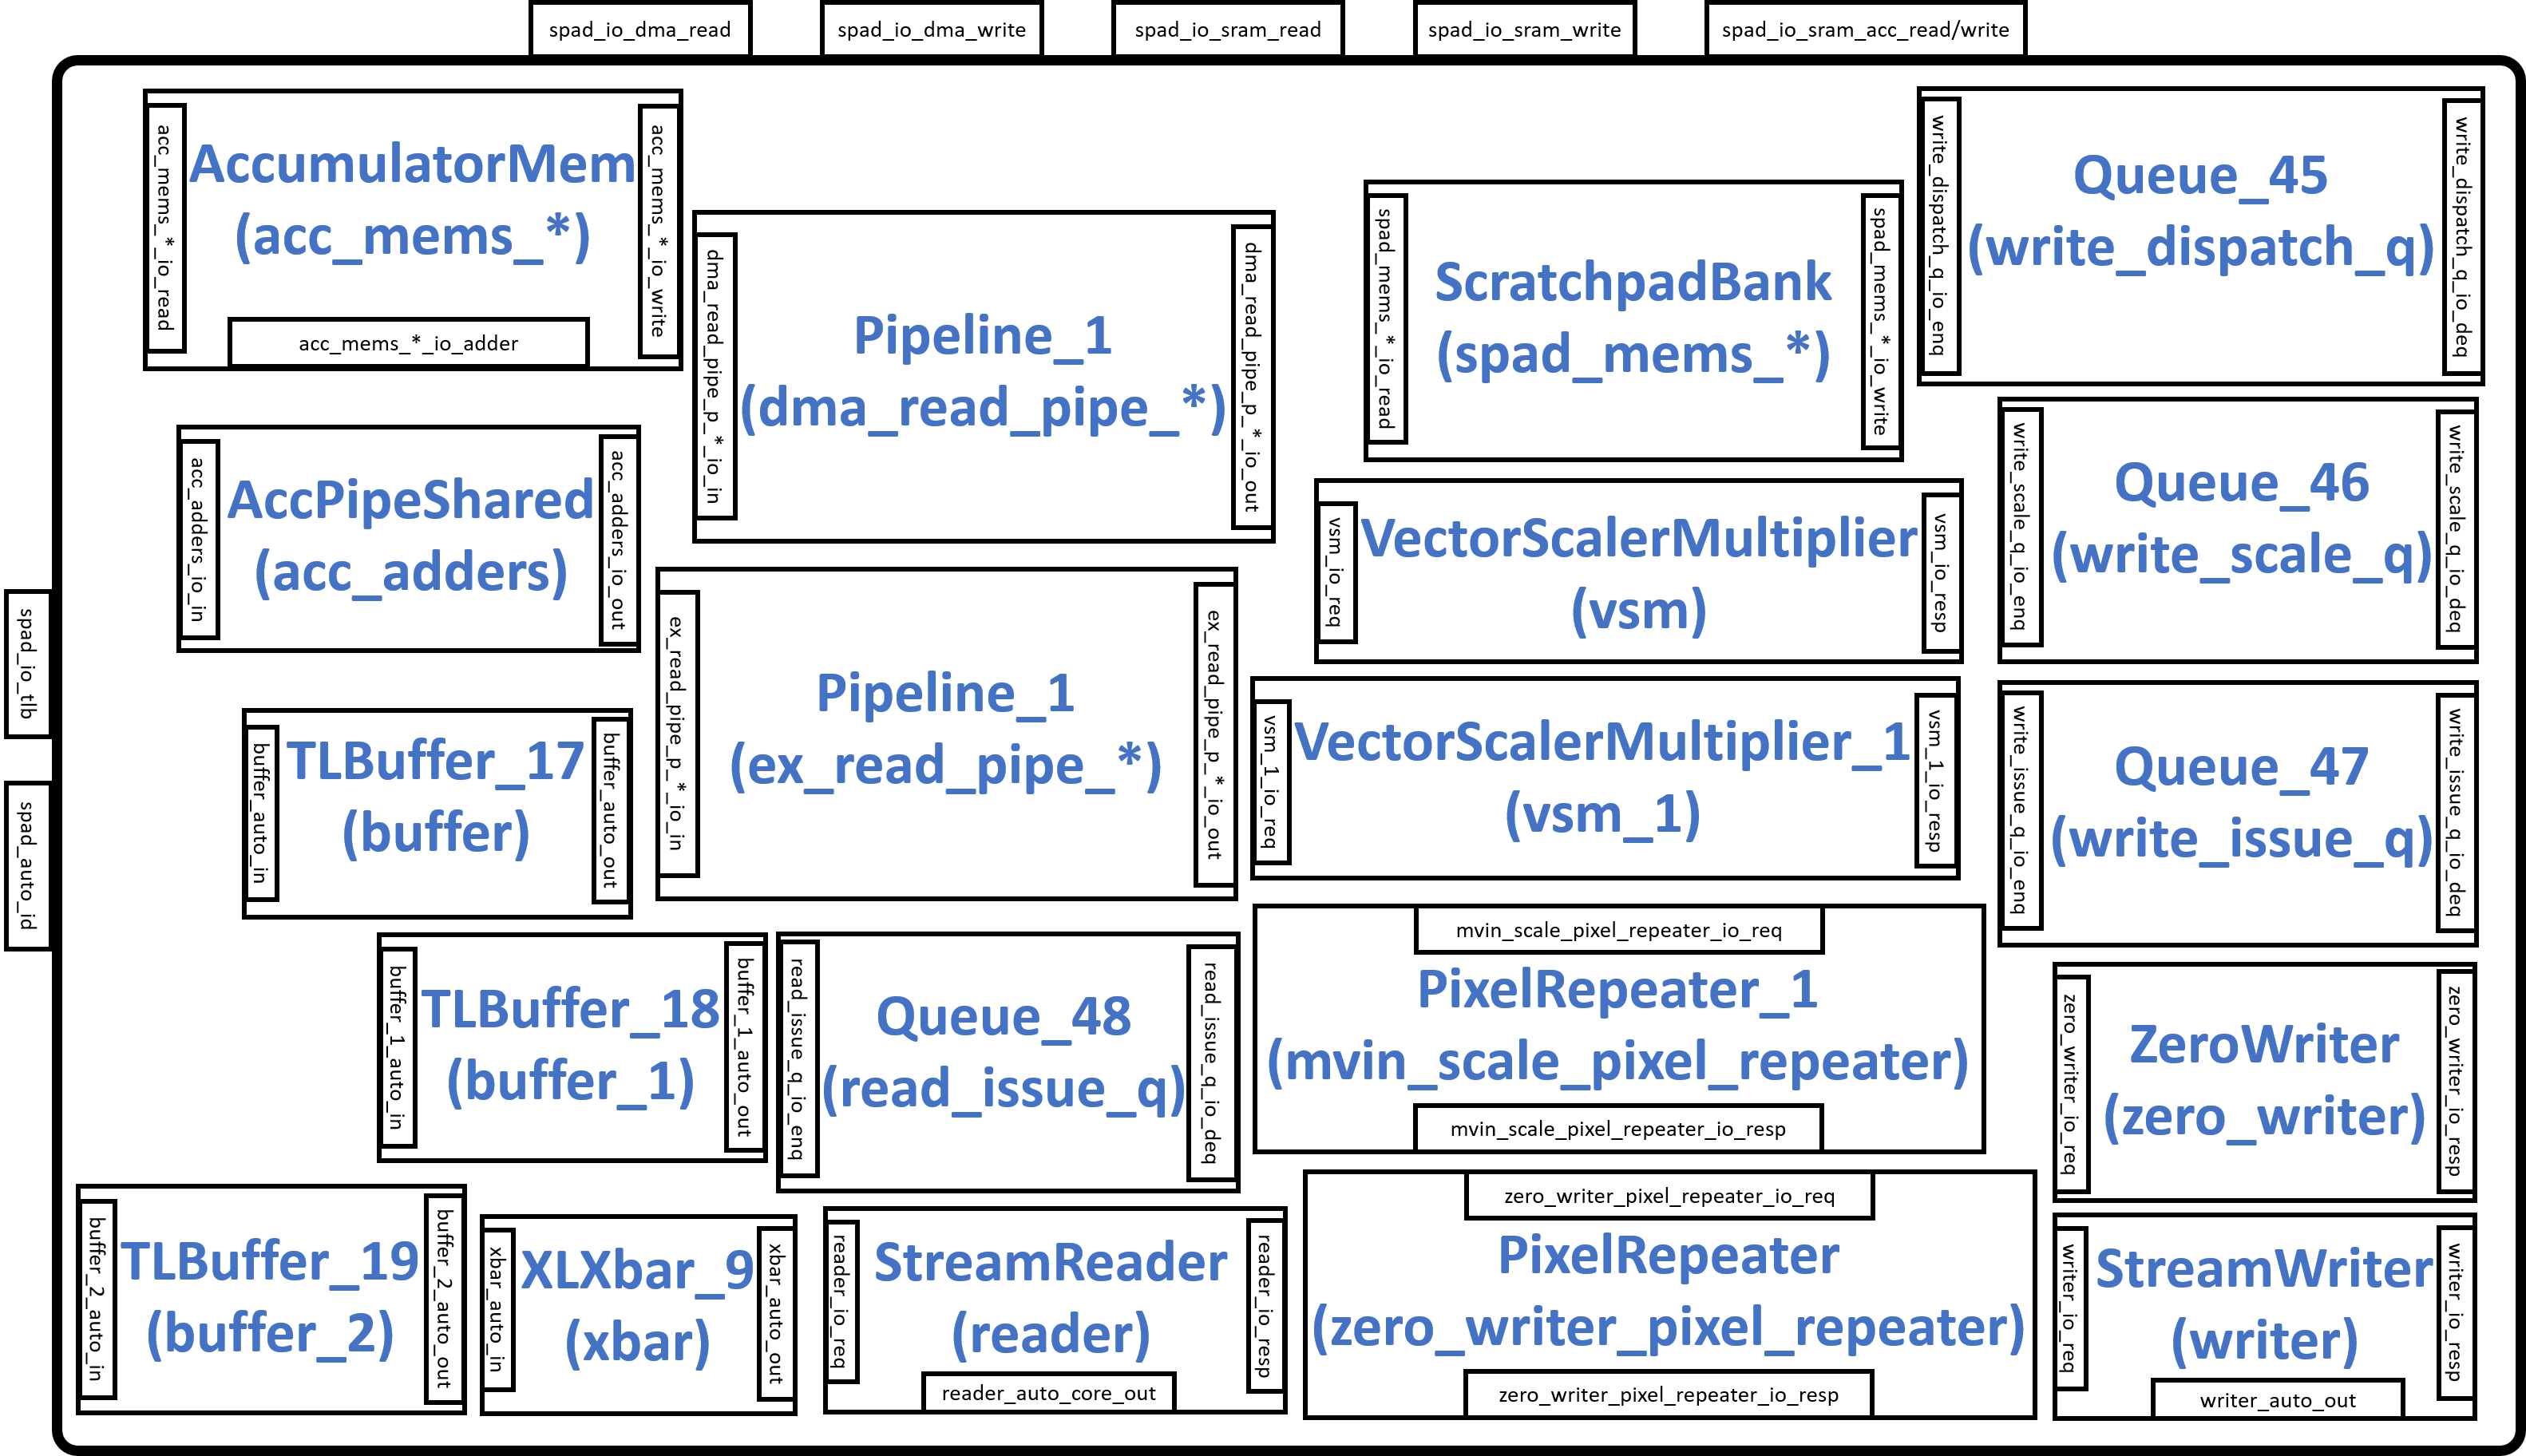 spad_io_dma_read
spad_io_dma_write
spad_io_sram_read
spad_io_sram_write
spad_io_sram_acc_read/write
spad_io_tlb
spad_auto_id
acc_mems_*_io_read
AccumulatorMem
(acc_mems_*)
acc_mems_*_io_write
acc_mems_*_io_adder
dma_read_pipe_p_*_io_in
Pipeline_1
(dma_read_pipe_*)
dma_read_pipe_p_*_io_out
spad_mems_*_io_read
ScratchpadBank
(spad_mems_*)
spad_mems_*_io_write
write_dispatch_q_io_enq
Queue_45
(write_dispatch_q)
write_dispatch_q_io_deq
acc_adders_io_in
AccPipeShared
(acc_adders)
acc_adders_io_out
vsm_io_req
VectorScalerMultiplier
(vsm)
vsm_io_resp
write_scale_q_io_enq
Queue_46
(write_scale_q)
write_scale_q_io_deq
buffer_auto_in
TLBuffer_17
(buffer)
buffer_auto_out
ex_read_pipe_p_*_io_in
Pipeline_1
(ex_read_pipe_*)
ex_read_pipe_p_*_io_out
vsm_1_io_req
VectorScalerMultiplier_1
(vsm_1)
vsm_1_io_resp
write_issue_q_io_enq
Queue_47
(write_issue_q)
write_issue_q_io_deq
buffer_1_auto_in
TLBuffer_18
(buffer_1)
buffer_1_auto_out
read_issue_q_io_enq
Queue_48
(read_issue_q)
read_issue_q_io_deq
mvin_scale_pixel_repeater_io_req
PixelRepeater_1
(mvin_scale_pixel_repeater)
mvin_scale_pixel_repeater_io_resp
zero_writer_io_req
ZeroWriter
(zero_writer)
zero_writer_io_resp
buffer_2_auto_in
TLBuffer_19
(buffer_2)
buffer_2_auto_out
xbar_auto_in
XLXbar_9
(xbar)
xbar_auto_out
reader_io_req
StreamReader
(reader)
reader_io_resp
reader_auto_core_out
zero_writer_pixel_repeater_io_req
PixelRepeater
(zero_writer_pixel_repeater)
zero_writer_pixel_repeater_io_resp
writer_io_req
StreamWriter
(writer)
writer_io_resp
writer_auto_out